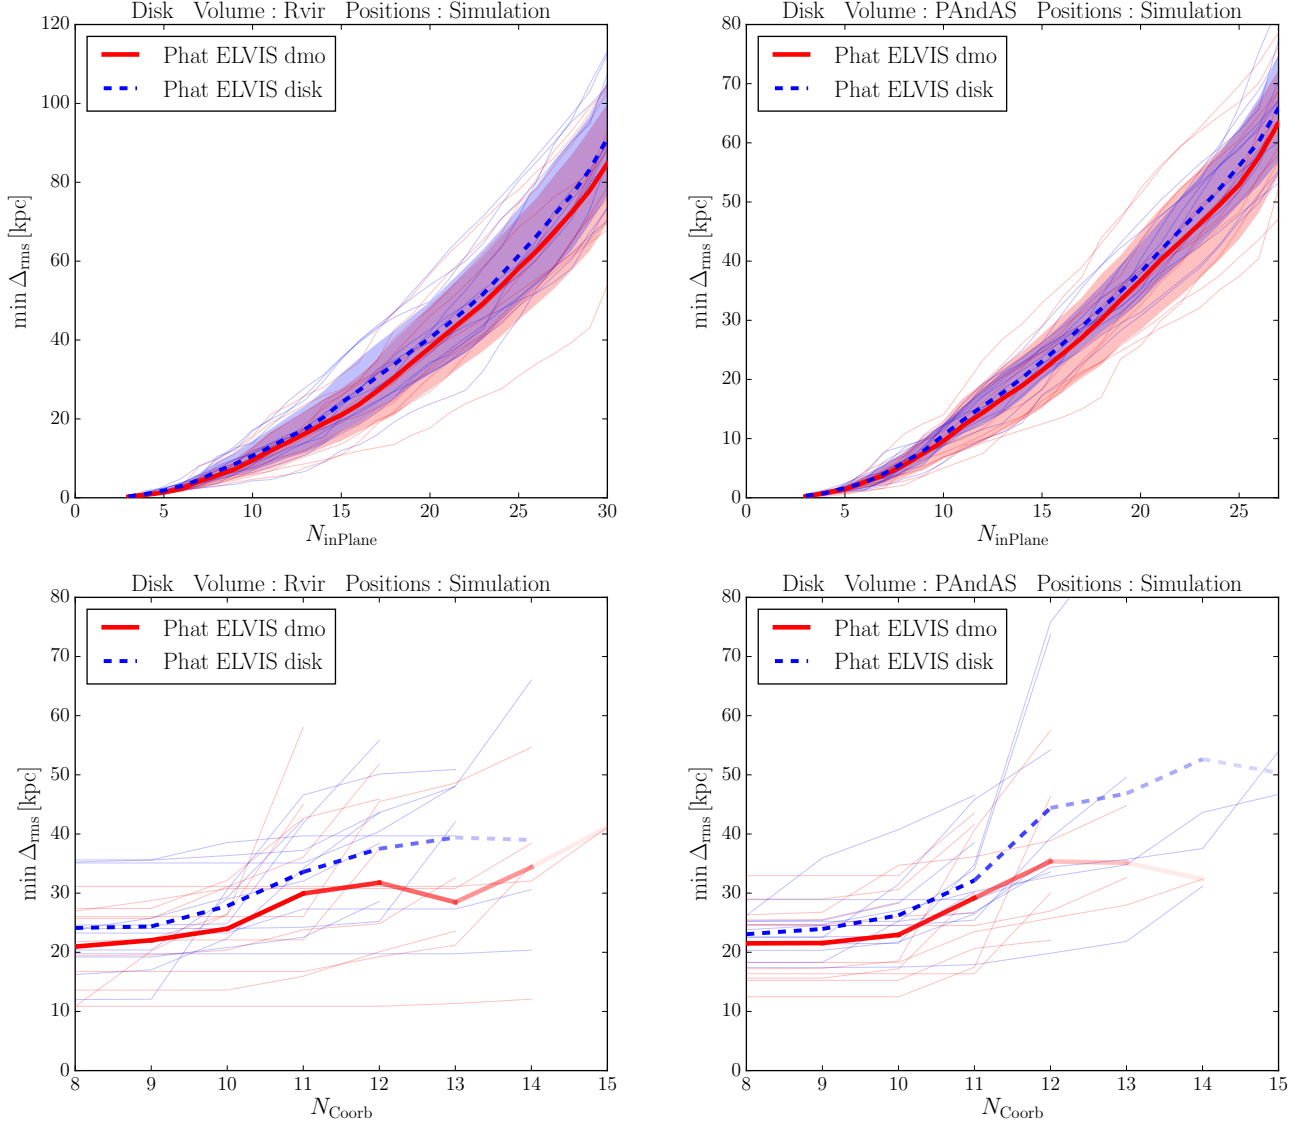 Disk Volume : Rvir Positions : Simulation
120
100
80
60
40
20
0
min Δrms [kpc]
Phat ELVIS dmo
Phat ELVIS disk
0 5 10 15 20 25 30
NinPlane
Disk Volume : PAndAS Positions : Simulation
80
70
60
50
40
30
20
10
0
min Δrms [kpc]
Phat ELVIS dmo
Phat ELVIS disk
0 5 10 15 20 25
NinPlane
Disk Volume : Rvir Positions : Simulation
80
70
60
50
40
30
20
10
0
min Δrms [kpc]
Phat ELVIS dmo
Phat ELVIS disk
8 9 10 11 12 13 14 15
NCoorb
Disk Volume : PAndAS Positions : Simulation
80
70
60
50
40
30
20
10
0
min Δrms [kpc]
Phat ELVIS dmo
Phat ELVIS disk
8 9 10 11 12 13 14 15
NCoorb